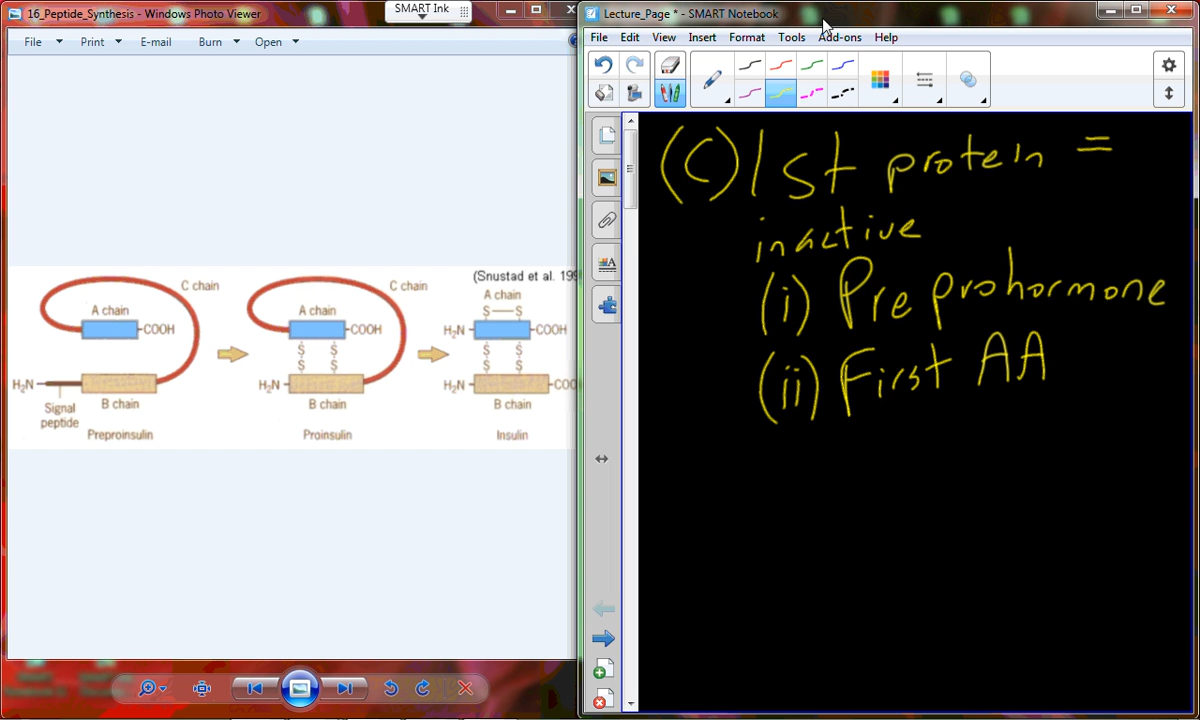 16_Peptide_Synthesis - Windows Photo Viewer
SMART Ink
File Print E-mail Burn Open
(Snustad et al. 199
C chain
A chain
COOH
H₂N
Signal
peptide
B chain
Preproinsulin
C chain
A chain
COOH
S S
S S
H₂N
B chain
Proinsulin
A chain
S S
H₂N
COOH
S S
S S
H₂N
COO
B chain
Insulin
Lecture_Page * - SMART Notebook
File Edit View Insert Format Tools Add-ons Help
(C) 1st protein =
inactive
(i) Preprohormone
(ii) First AA